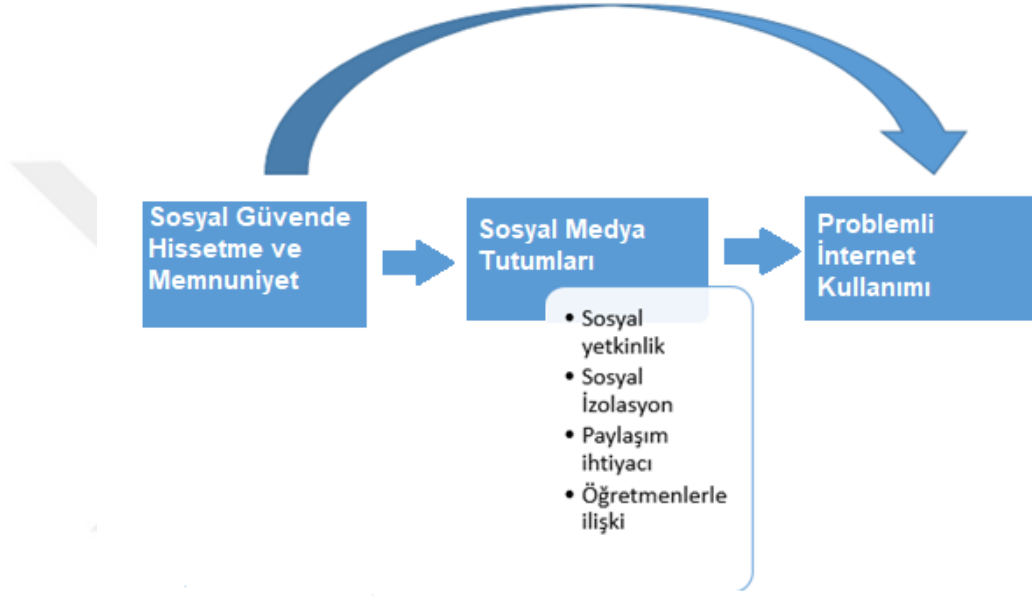 Sosyal Güvende
Hissetme ve
Memnuniyet
Sosyal Medya
Tutumları
Problemli
İnternet
Kullanımı
• Sosyal
yetkinlik
• Sosyal
İzolasyon
• Paylaşım
ihtiyacı
• Öğretmenlerle
ilişki